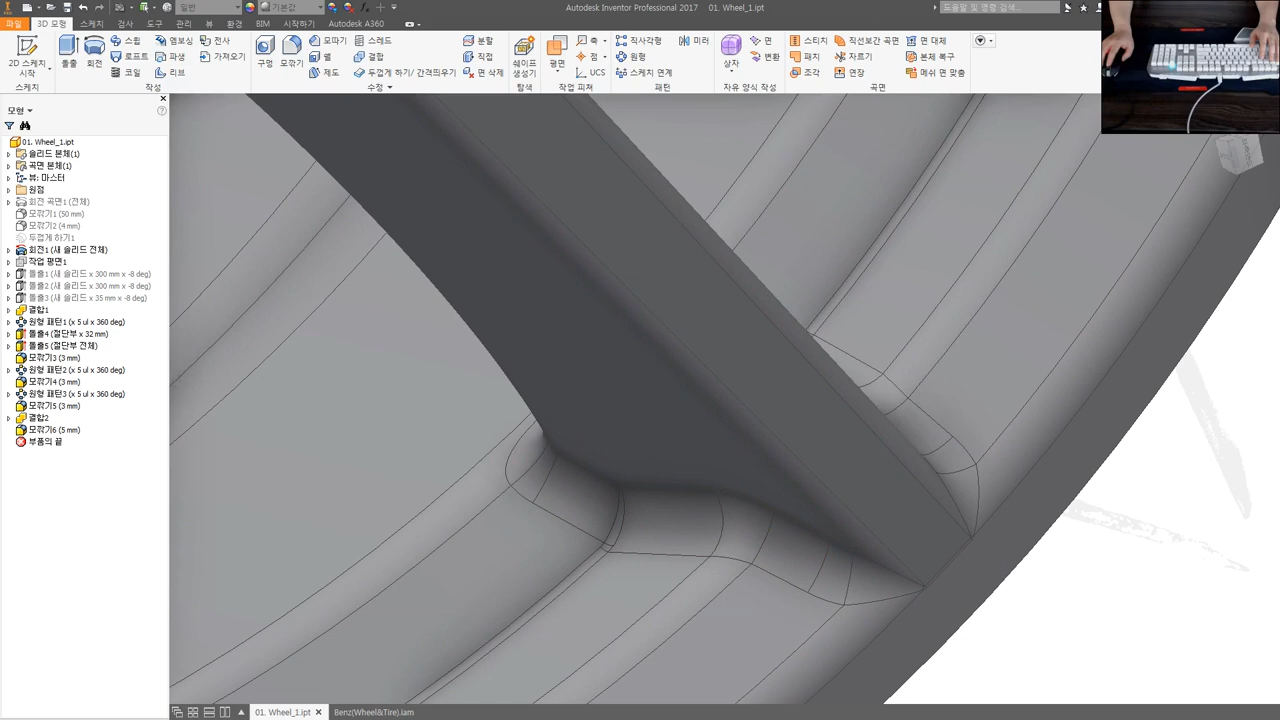 일반
기본값
Autodesk Inventor Professional 2017 01. Wheel_1.ipt
도움말 및 명령 검색...
파일 3D 모형 스케치 검사 도구 관리 뷰 환경 BIM 시작하기 Autodesk A360
2D 스케치 시작
돌출
회전
스윕 엠보싱 전사
로프트 파생 가져오기
코일 리브
구멍
모깎기
모따기 스레드 분할
쉘 결합 직접
제도 두껍게 하기/간격띄우기 면 삭제
쉐이프 생성기
평면
축
점
UCS
직사각형 미러
원형
스케치 연계
상자
면
변환
스티치 직선보간 곡면 면 대체
패치 자르기 본체 복구
조각 연장 메쉬 면 맞춤
스케치 작성 수정 탐색 작업 피쳐 패턴 자유 양식 작성 곡면
모형
01. Wheel_1.ipt
솔리드 본체(1)
곡면 본체(1)
뷰: 마스터
원점
회전 곡면1 (전체)
모깎기1 (50 mm)
모깎기2 (4 mm)
두껍게 하기1
회전1 (새 솔리드 전체)
작업 평면1
돌출1 (새 솔리드 x 300 mm x -8 deg)
돌출2 (새 솔리드 x 300 mm x -8 deg)
돌출3 (새 솔리드 x 35 mm x -8 deg)
결합1
원형 패턴1 (x 5 ul x 360 deg)
돌출4 (절단부 x 32 mm)
돌출5 (절단부 전체)
모깎기3 (3 mm)
원형 패턴2 (x 5 ul x 360 deg)
모깎기4 (3 mm)
원형 패턴3 (x 5 ul x 360 deg)
모깎기5 (3 mm)
결합2
모깎기6 (5 mm)
부품의 끝
01. Wheel_1.ipt Benz(Wheel&Tire).iam